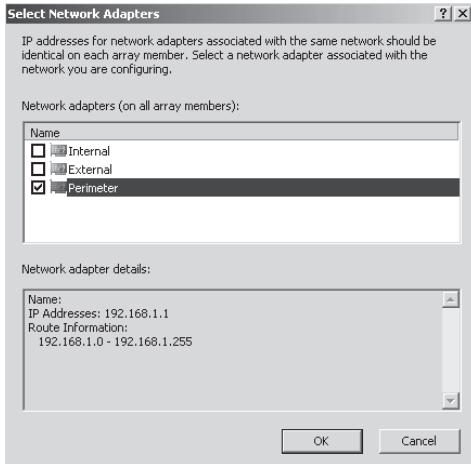 Select Network Adapters
IP addresses for network adapters associated with the same network should be
identical on each array member. Select a network adapter associated with the
network you are configuring.
Network adapters (on all array members):
Name
Internal
External
Perimeter
Network adapter details:
Name:
IP Addresses: 192.168.1.1
Route Information:
192.168.1.0 - 192.168.1.255
OK Cancel